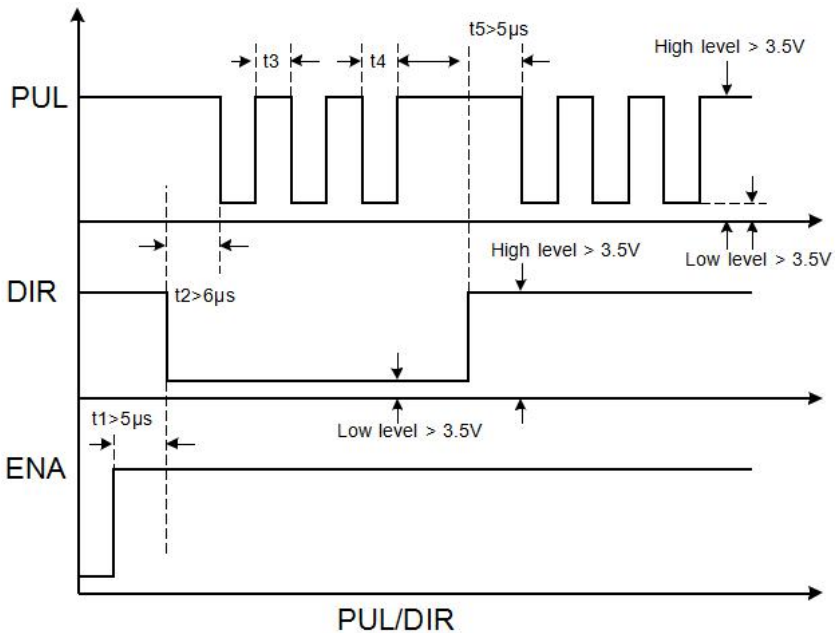 t5>5µs
High level > 3.5V
t3
t4
PUL
High level > 3.5V
Low level > 3.5V
DIR
t2>6µs
t1>5µs
Low level > 3.5V
ENA
PUL/DIR